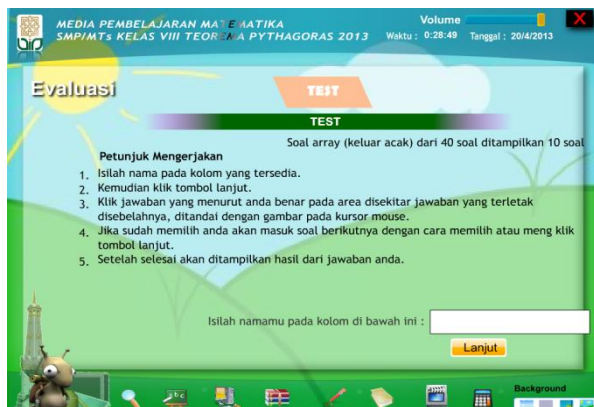 MEDIA PEMBELAJARAN MATEMATIKA
SMP/MTs KELAS VIII TEOREMA PYTHAGORAS 2013
Waktu : 0:28:49
Volume
Tanggal : 20/4/2013
X
Evaluasi
TEST
TEST
Soal array (keluar acak) dari 40 soal ditampilkan 10 soal
Petunjuk Mengerjakan
1. Isilah nama pada kolom yang tersedia.
2. Kemudian klik tombol lanjut.
3. Klik jawaban yang menurut anda benar pada area disekitar jawaban yang terletak
disebelahnya, ditandai dengan gambar pada kursor mouse.
4. Jika sudah memilih anda akan masuk soal berikutnya dengan cara memilih atau meng klik
tombol lanjut.
5. Setelah selesai akan ditampilkan hasil dari jawaban anda.
Isilah namamu pada kolom di bawah ini :
Lanjut
Background